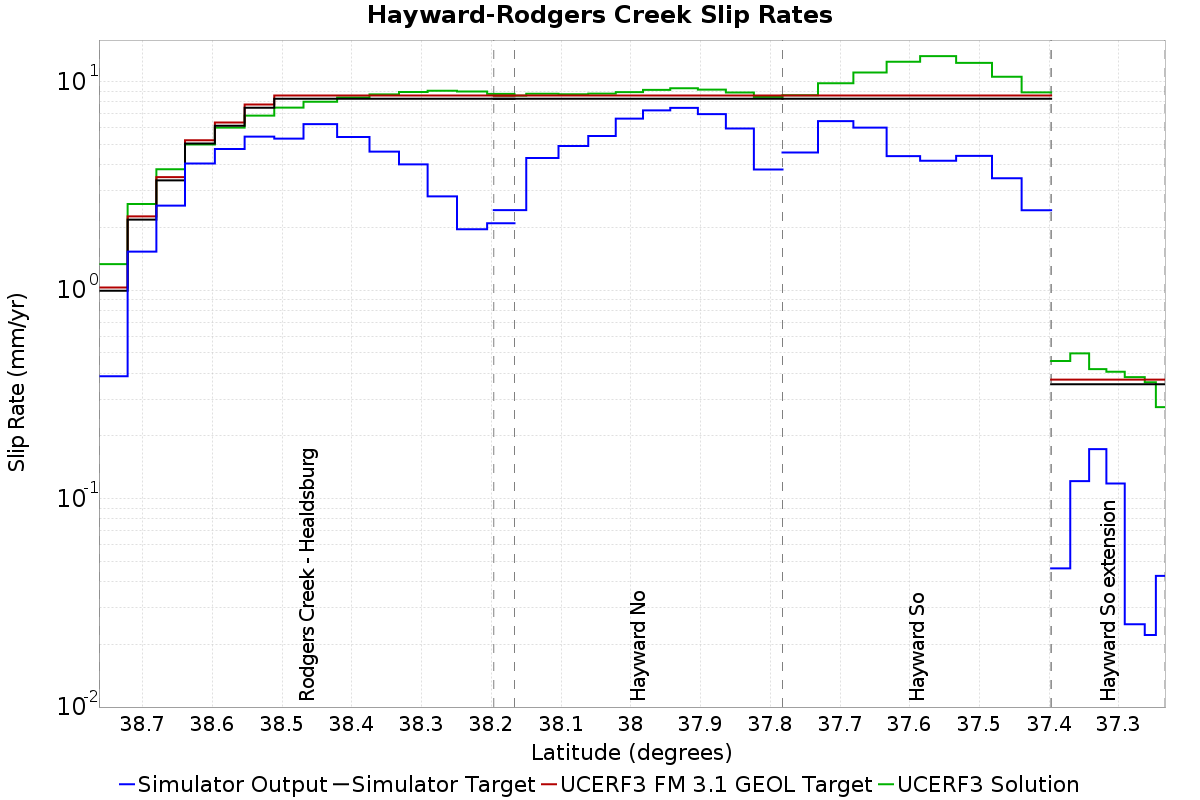 Hayward-Rodgers Creek Slip Rates
Slip Rate (mm/yr)
10^1
10^0
10^-1
10^-2
Rodgers Creek - Healdsburg
Hayward No
Hayward So
Hayward So extension
38.7 38.6 38.5 38.4 38.3 38.2 38.1 38 37.9 37.8 37.7 37.6 37.5 37.4 37.3
Latitude (degrees)
Simulator Output Simulator Target UCERF3 FM 3.1 GEOL Target UCERF3 Solution